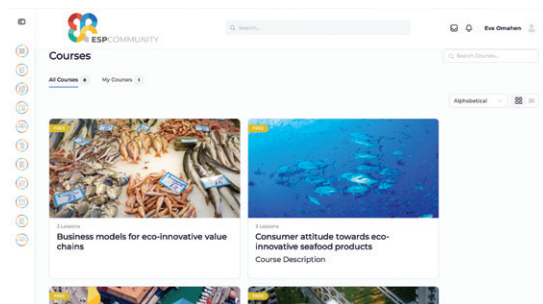 ESPCOMMUNITY
Search...
Eva Omahen
Courses
Search Courses...
All Courses 6
My Courses 1
Alphabetical
FREE
FREE
3 Lessons
Business models for eco-innovative value
chains
3 Lessons
Consumer attitude towards eco-
innovative seafood products
Course Description
FREE
FREE